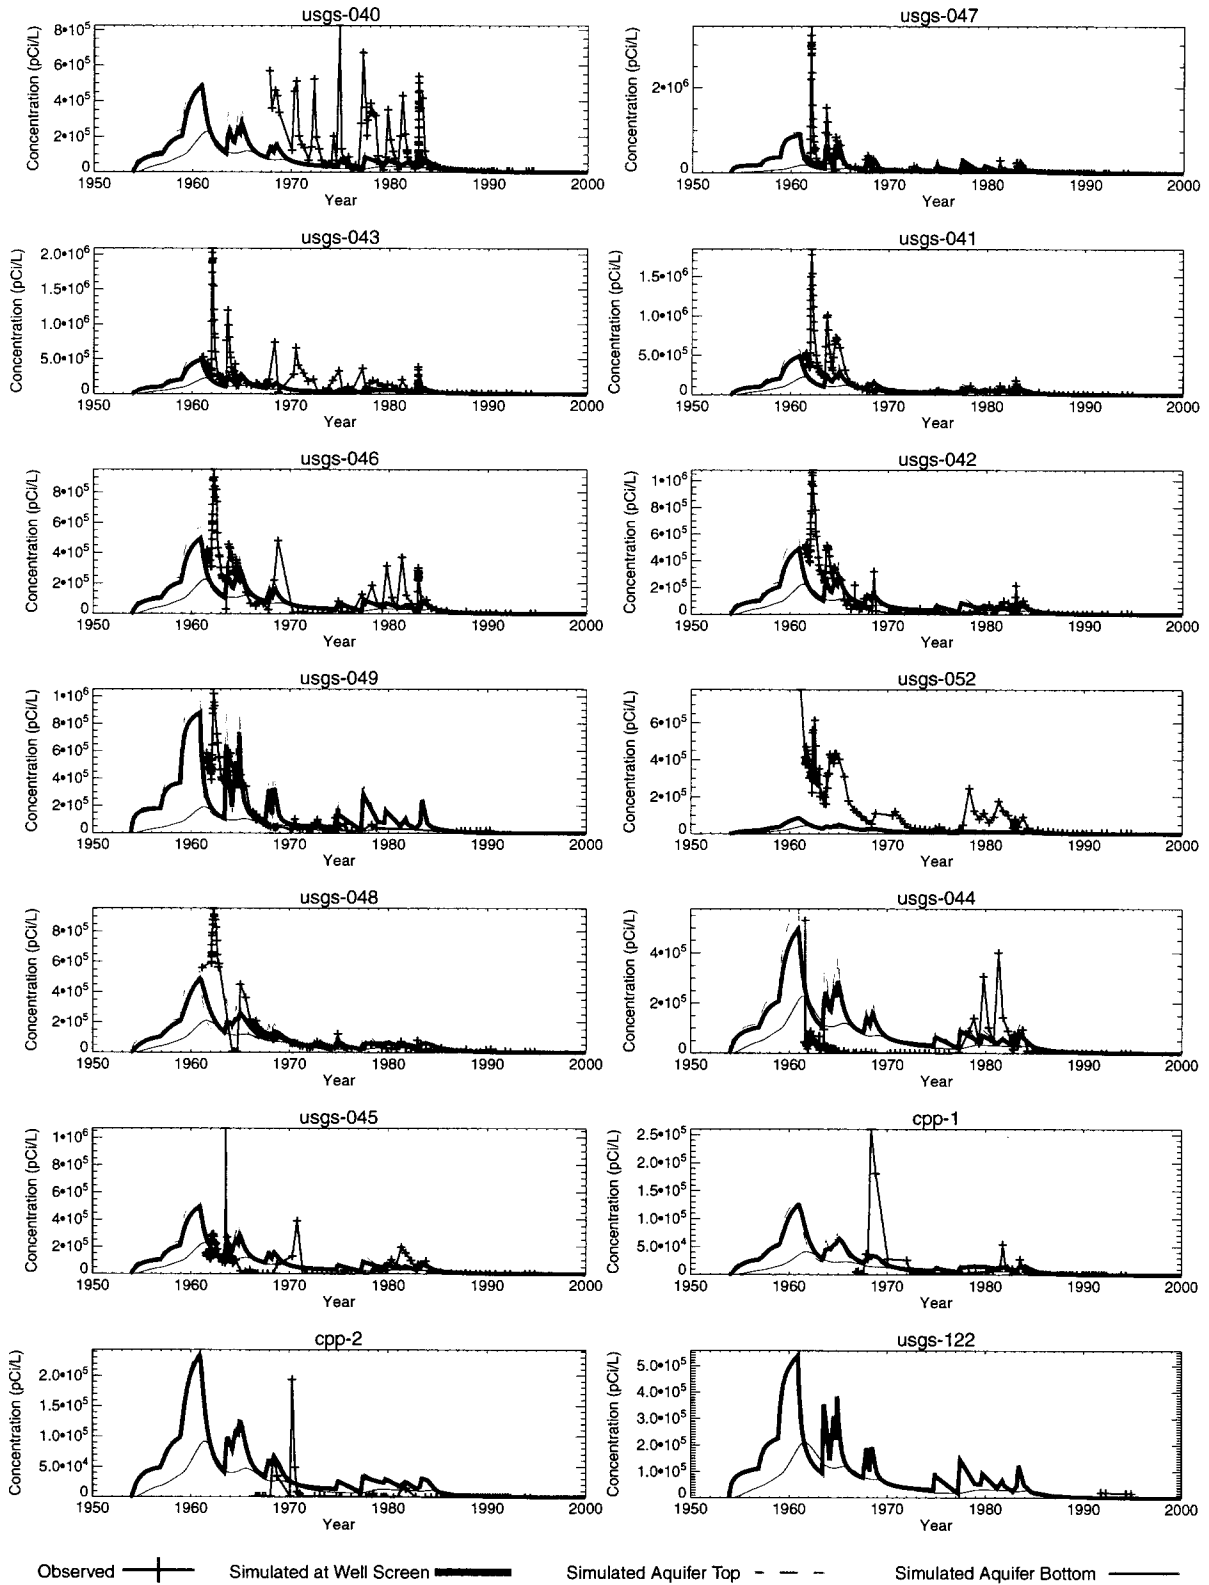 usgs-040 usgs-047
Concentration (pCi/L) 8•10⁵ 6•10⁵ 4•10⁵ 2•10⁵ 0 Concentration (pCi/L) 2•10⁶ 0
1950 1960 1970 1980 1990 2000 1950 1960 1970 1980 1990 2000
Year Year
usgs-043 usgs-041
Concentration (pCi/L) 2.0•10⁶ 1.5•10⁶ 1.0•10⁶ 5.0•10⁵ 0 Concentration (pCi/L) 1.5•10⁶ 1.0•10⁶ 5.0•10⁵ 0
1950 1960 1970 1980 1990 2000 1950 1960 1970 1980 1990 2000
Year Year
usgs-046 usgs-042
Concentration (pCi/L) 8•10⁵ 6•10⁵ 4•10⁵ 2•10⁵ 0 Concentration (pCi/L) 1•10⁶ 8•10⁵ 6•10⁵ 4•10⁵ 2•10⁵ 0
1950 1960 1970 1980 1990 2000 1950 1960 1970 1980 1990 2000
Year Year
usgs-049 usgs-052
Concentration (pCi/L) 1•10⁶ 8•10⁵ 6•10⁵ 4•10⁵ 2•10⁵ 0 Concentration (pCi/L) 6•10⁵ 4•10⁵ 2•10⁵ 0
1950 1960 1970 1980 1990 2000 1950 1960 1970 1980 1990 2000
Year Year
usgs-048 usgs-044
Concentration (pCi/L) 8•10⁵ 6•10⁵ 4•10⁵ 2•10⁵ 0 Concentration (pCi/L) 4•10⁵ 2•10⁵ 0
1950 1960 1970 1980 1990 2000 1950 1960 1970 1980 1990 2000
Year Year
usgs-045 cpp-1
Concentration (pCi/L) 1•10⁶ 8•10⁵ 6•10⁵ 4•10⁵ 2•10⁵ 0 Concentration (pCi/L) 2.5•10⁵ 2.0•10⁵ 1.5•10⁵ 1.0•10⁵ 5.0•10⁴ 0
1950 1960 1970 1980 1990 2000 1950 1960 1970 1980 1990 2000
Year Year
cpp-2 usgs-122
Concentration (pCi/L) 2.0•10⁵ 1.5•10⁵ 1.0•10⁵ 5.0•10⁴ 0 Concentration (pCi/L) 5.0•10⁵ 4.0•10⁵ 3.0•10⁵ 2.0•10⁵ 1.0•10⁵ 0
1950 1960 1970 1980 1990 2000 1950 1960 1970 1980 1990 2000
Year Year
Observed Simulated at Well Screen Simulated Aquifer Top Simulated Aquifer Bottom